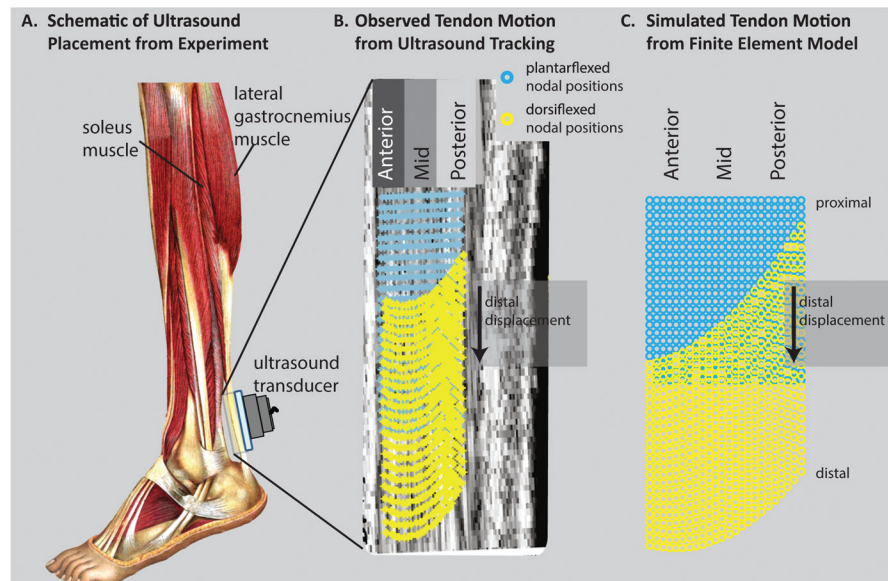 A. Schematic of Ultrasound
Placement from Experiment
B. Observed Tendon Motion
from Ultrasound Tracking
C. Simulated Tendon Motion
from Finite Element Model
soleus
muscle
lateral
gastrocnemius
muscle
ultrasound
transducer
Anterior
Mid
Posterior
plantarflexed
nodal positions
dorsiflexed
nodal positions
distal
displacement
Anterior
Mid
Posterior
proximal
distal
displacement
distal